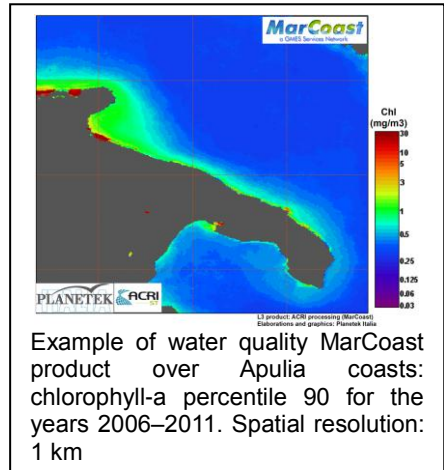 MarCoast
a GMES Services Network
Chl
(mg/m3)
30
10
5
3
1
0.5
0.25
0.125
0.06
0.03
PLANETEK
ITALIA
ACRI
ST
L3 product: ACRI processing (MarCoast)
Elaborations and graphics: Planetek Italia
Example of water quality MarCoast
product over Apulia coasts:
chlorophyll-a percentile 90 for the
years 2006–2011. Spatial resolution:
1 km